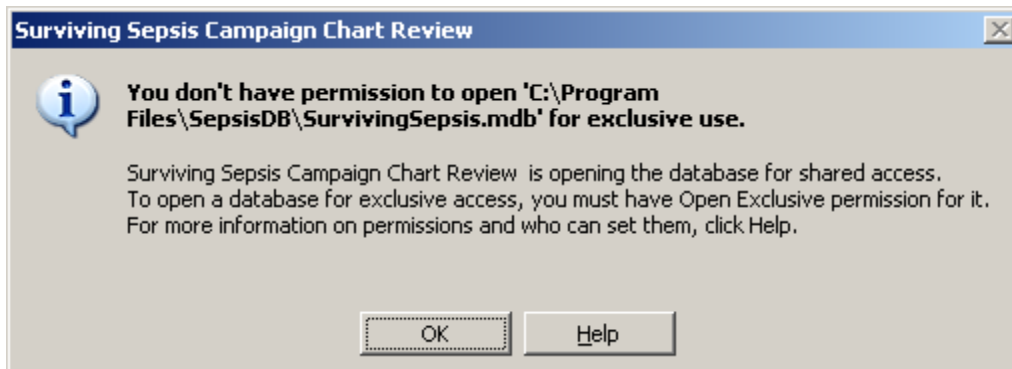 Surviving Sepsis Campaign Chart Review
You don't have permission to open 'C:\Program
Files\SepsisDB\SurvivingSepsis.mdb' for exclusive use.
Surviving Sepsis Campaign Chart Review  is opening the database for shared access.
To open a database for exclusive access, you must have Open Exclusive permission for it.
For more information on permissions and who can set them, click Help.
OK
Help